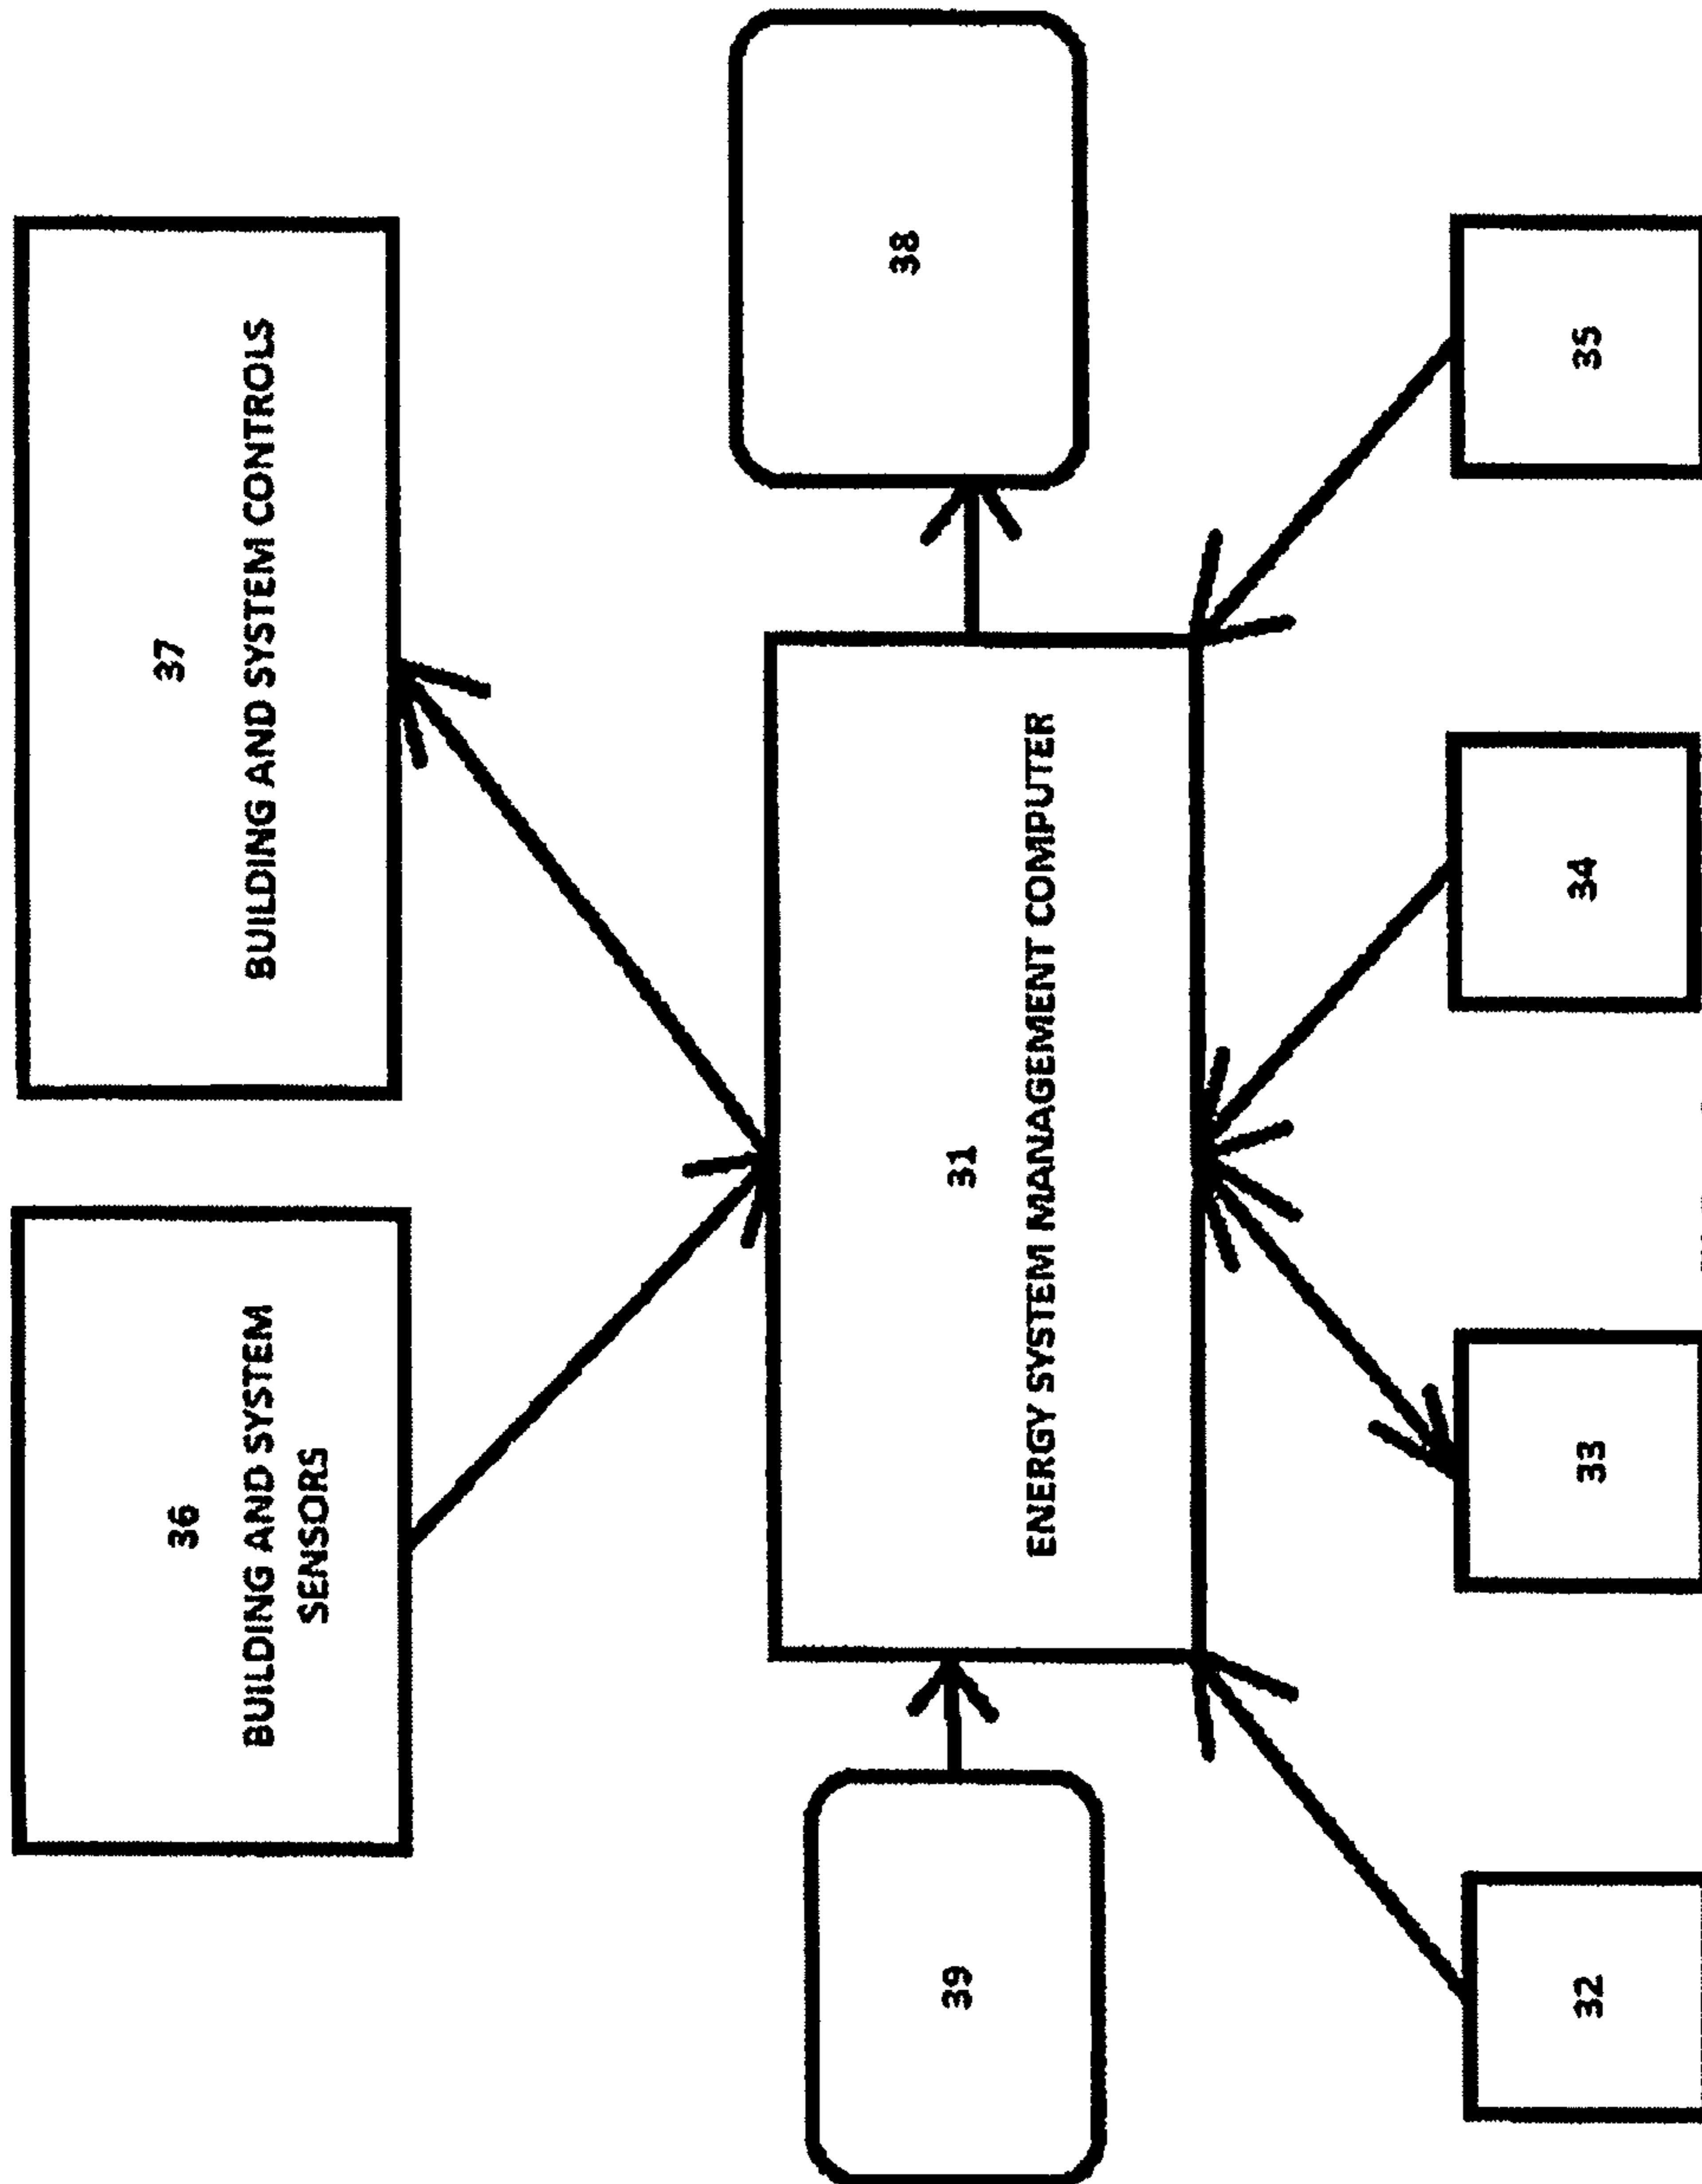 36
BUILDING AND SYSTEM
SENSORS
37
BUILDING AND SYSTEM CONTROLS
39
31
ENERGY SYSTEM MANAGEMENT COMPUTER
38
32
33
34
35